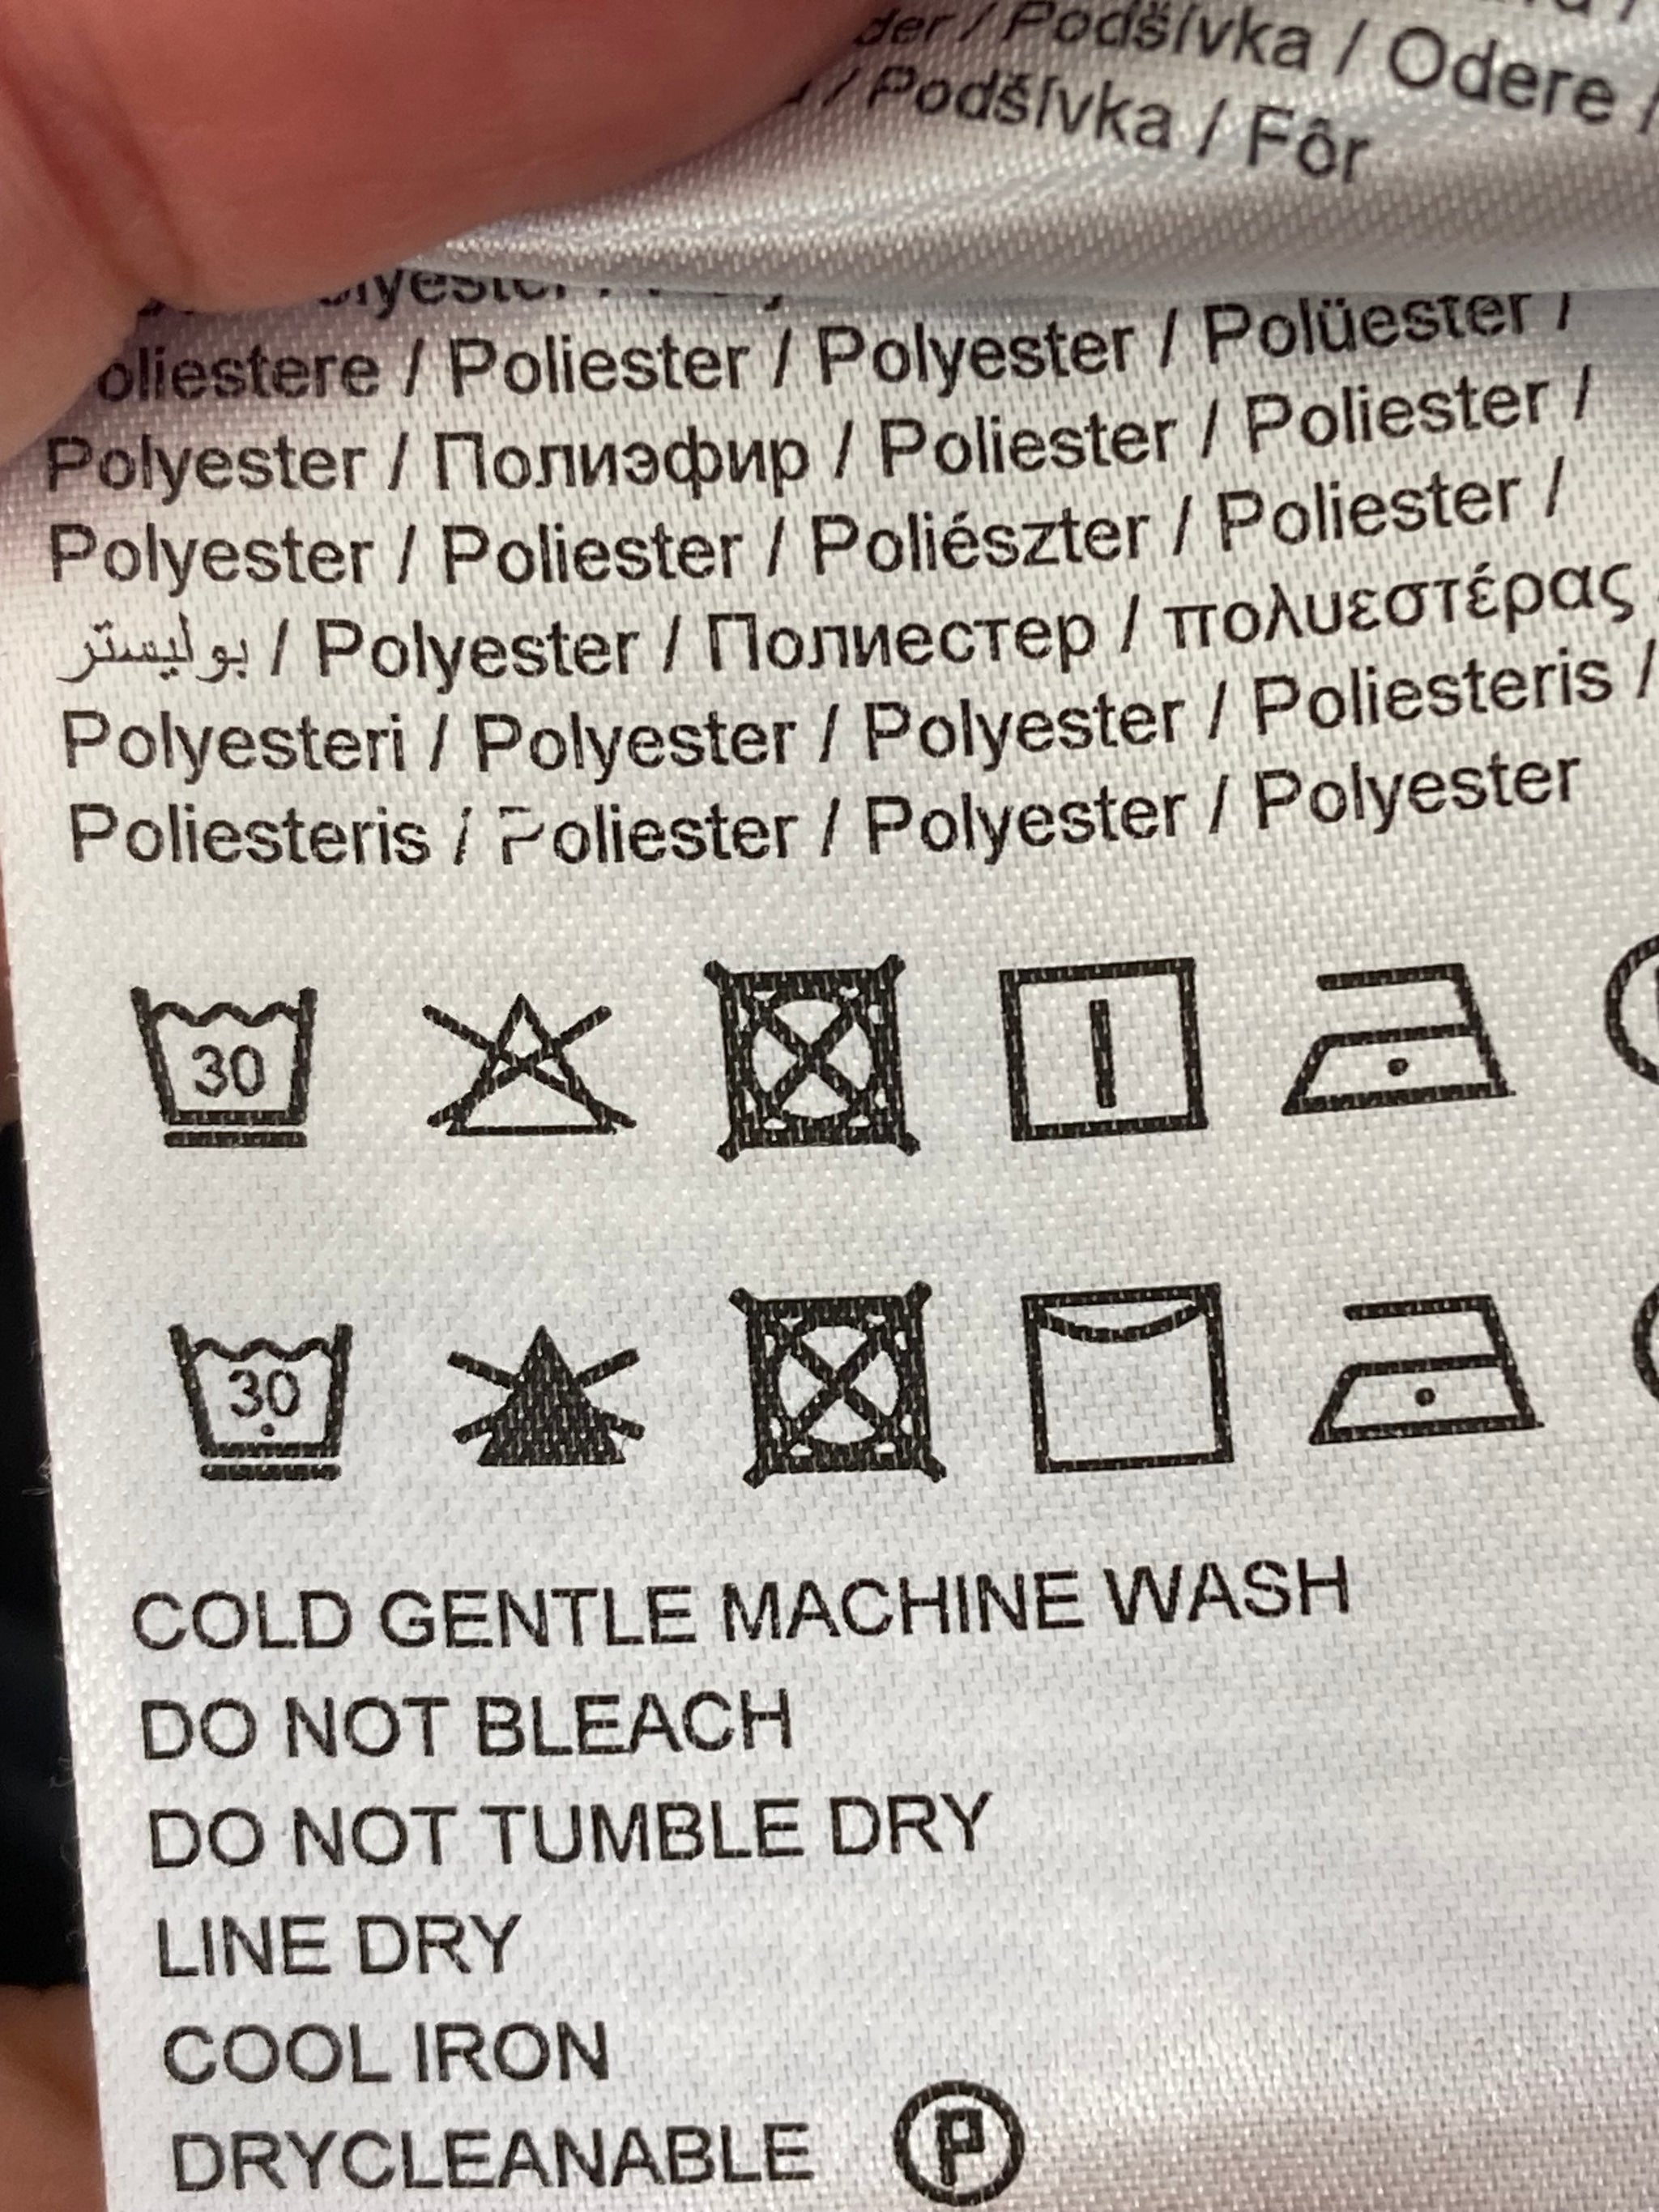 / Podšívka / Odere /
/ Podšívka / Fôr
/ Poliester / Polyester / Polüester /
Polyester / Полиэфир / Poliester / Poliester /
Polyester / Poliester / Poliészter / Poliester /
بوليستر / Polyester / Полиестер / πολυεστέρας
Polyesteri / Polyester / Polyester / Poliesteris /
Poliesteris / Poliester / Polyester / Polyester
30
30
COLD GENTLE MACHINE WASH
DO NOT BLEACH
DO NOT TUMBLE DRY
LINE DRY
COOL IRON
DRYCLEANABLE P